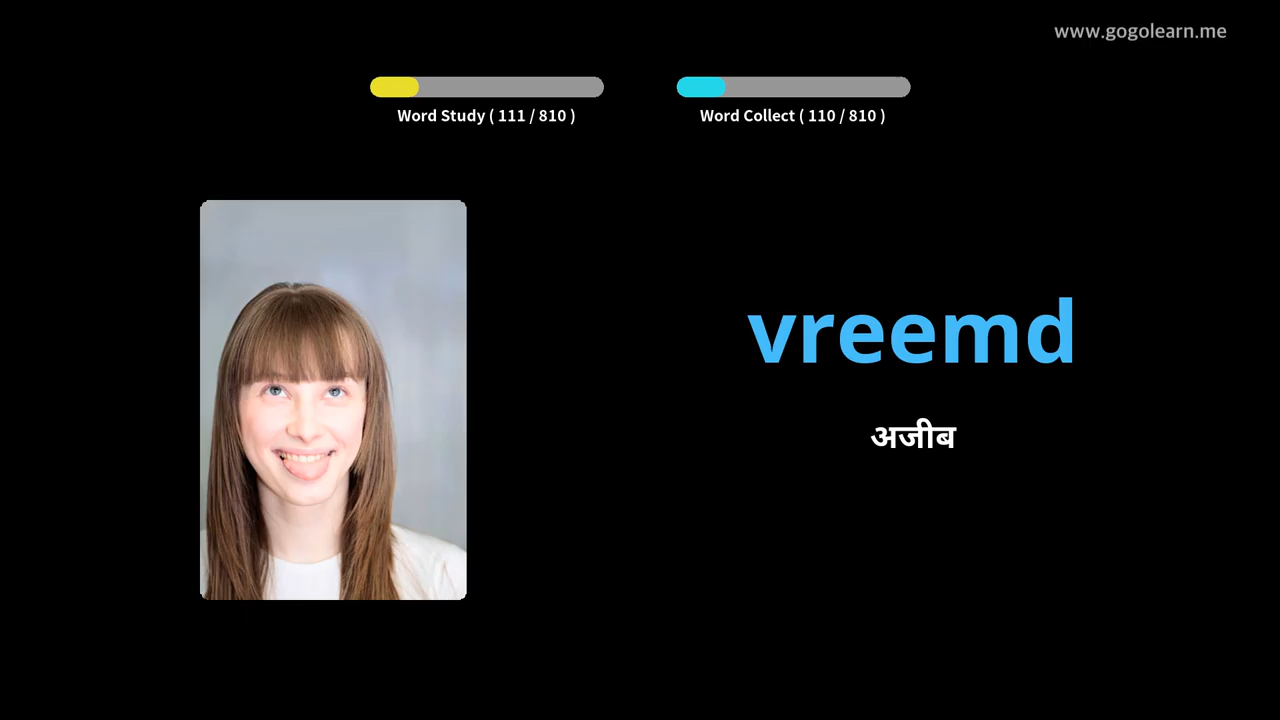 www.gogolearn.me
Word Study ( 111 / 810 )
Word Collect ( 110 / 810 )
vreemd
अजीब